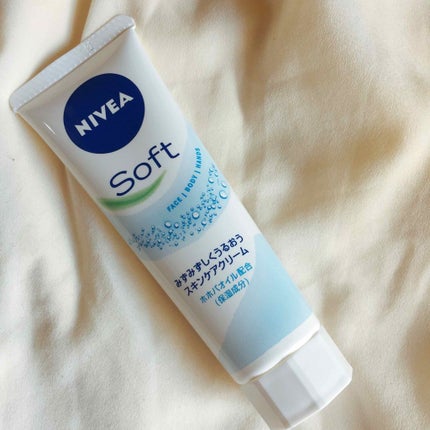 NIVEA
Soft
FACE | BODY | HANDS
みずみずしくうるおう
スキンケアクリーム
ホホバオイル配合
(保湿成分)